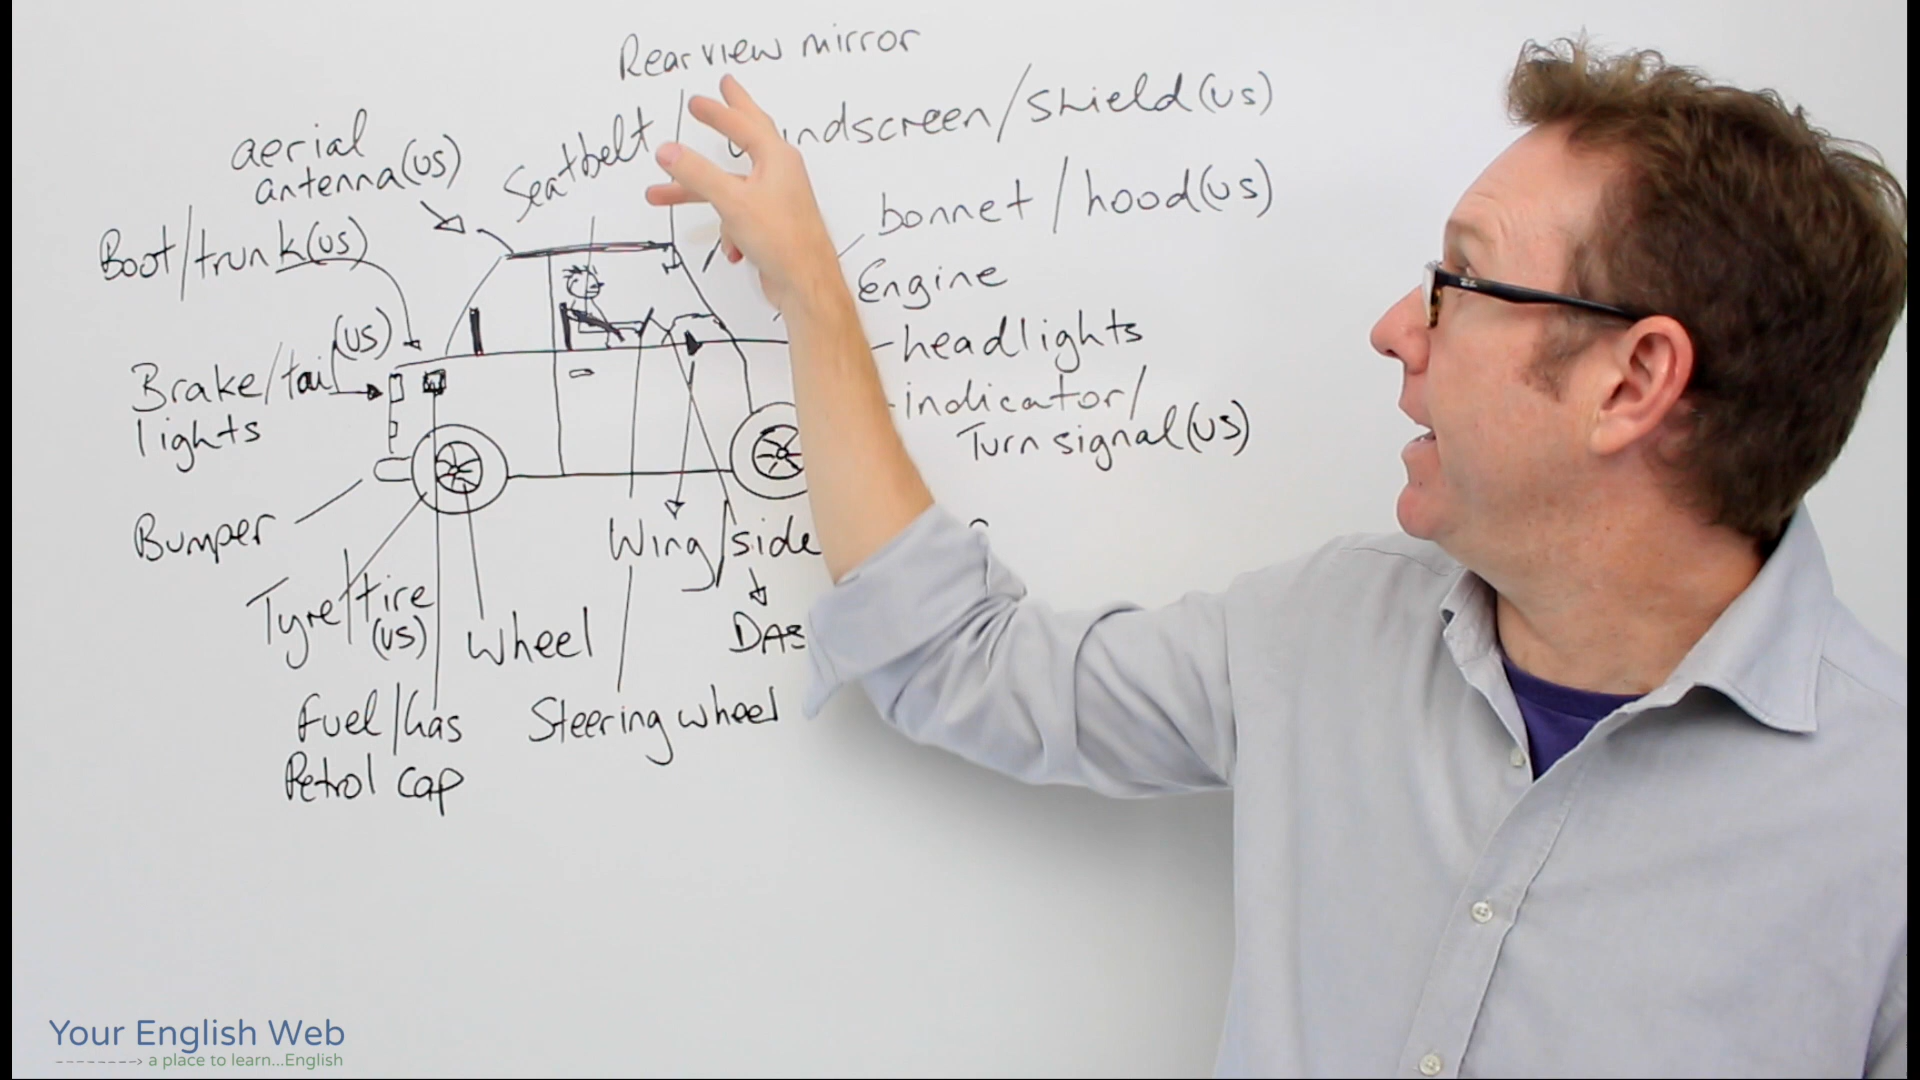 Rear view mirror
Seatbelt
windscreen/shield(US)
aerial
antenna(US)
bonnet/hood(US)
Boot/trunk(US)
Engine
headlights
(US)
Brake/tail
lights
indicator/
Turn signal(US)
Bumper
Wing/side
Tyre/tire
(US)
wheel
DAS
Fuel/Gas
Petrol cap
Steering wheel
Your English Web
a place to learn...English